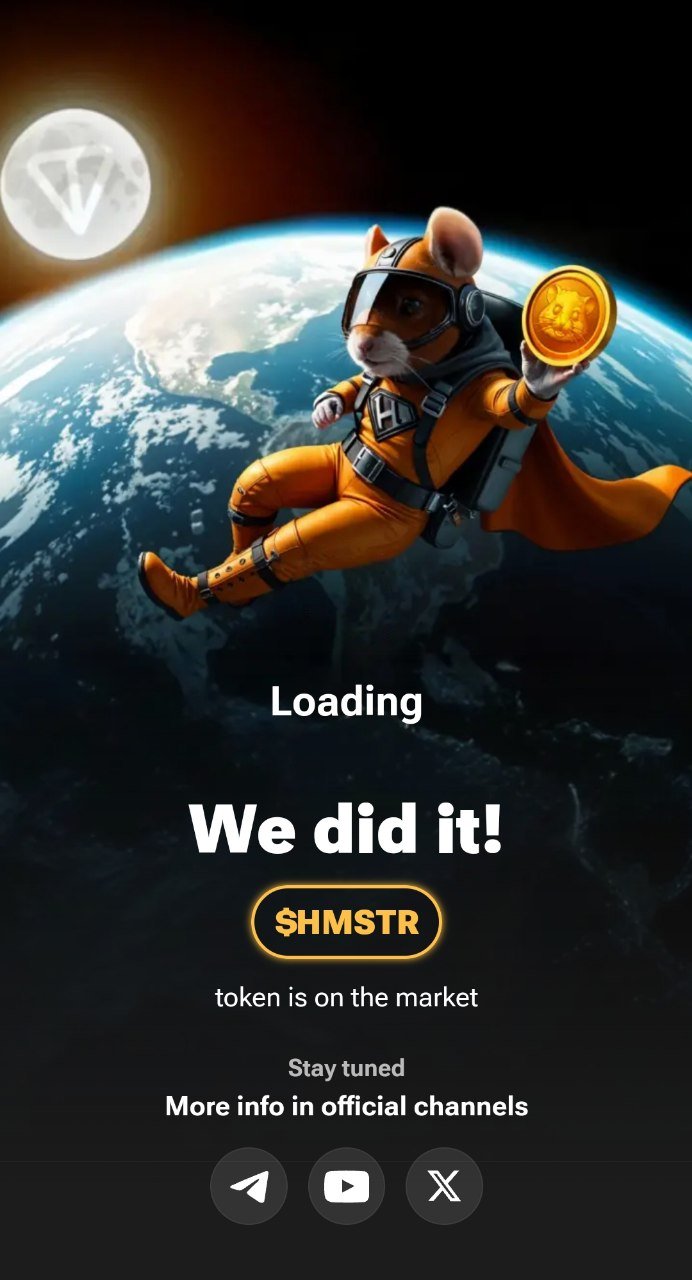 H
Loading
We did it!
$HMSTR
token is on the market
Stay tuned
More info in official channels